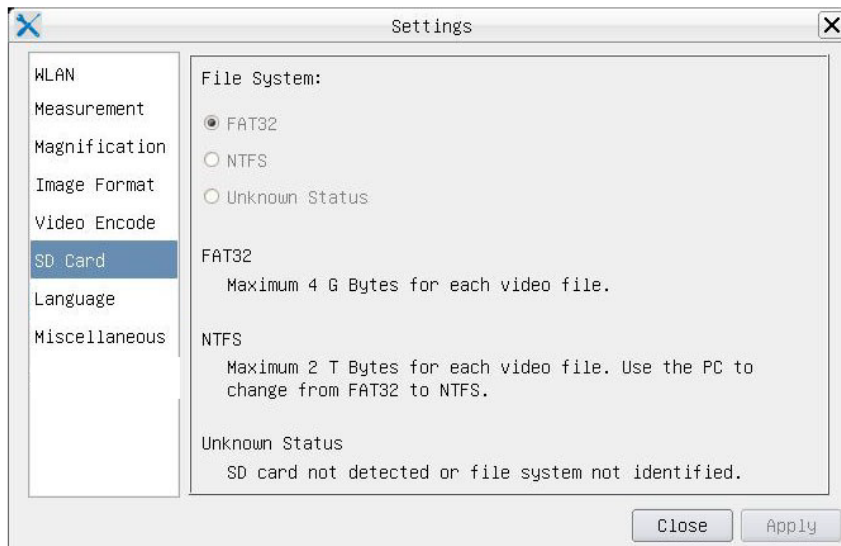 Settings
WLAN
Measurement
Magnification
Image Format
Video Encode
SD Card
Language
Miscellaneous
File System:
FAT32
NTFS
Unknown Status
FAT32
Maximum 4 G Bytes for each video file.
NTFS
Maximum 2 T Bytes for each video file. Use the PC to
change from FAT32 to NTFS.
Unknown Status
SD card not detected or file system not identified.
Close
Apply